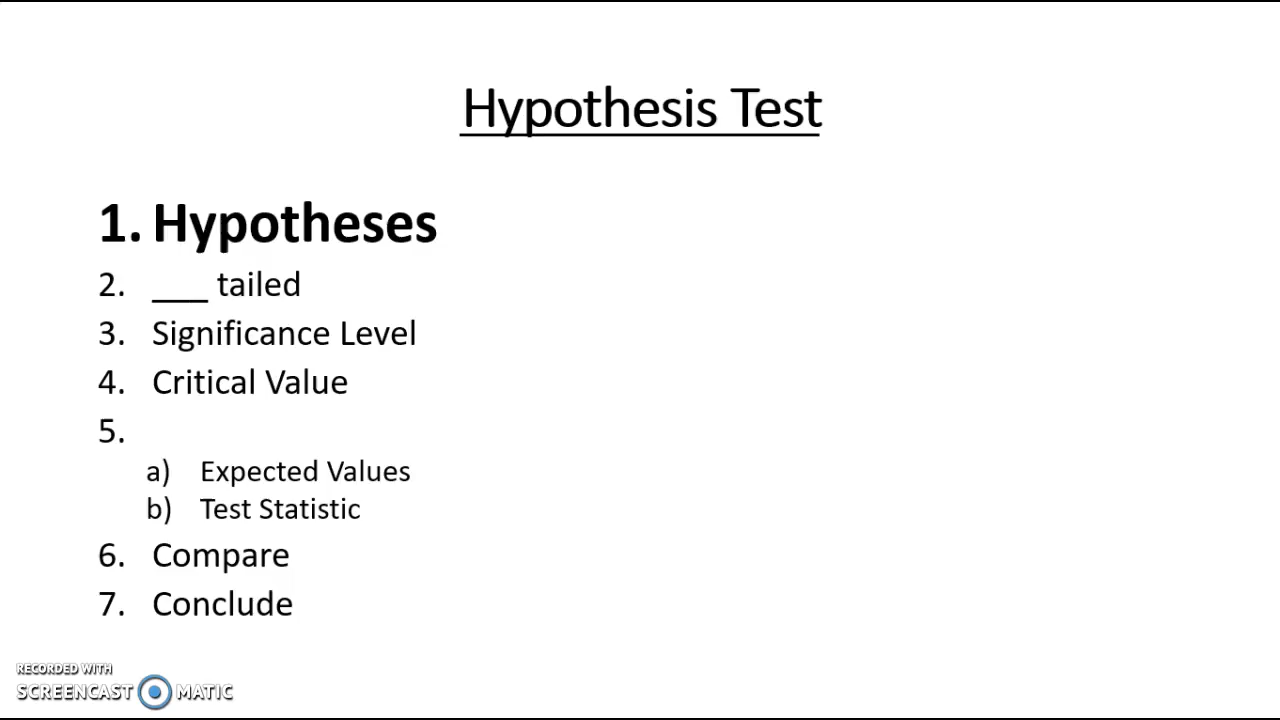 Hypothesis Test
1. Hypotheses
2. ___ tailed
3. Significance Level
4. Critical Value
5.
a) Expected Values
b) Test Statistic
6. Compare
7. Conclude
RECORDED WITH
SCREENCAST MATIC